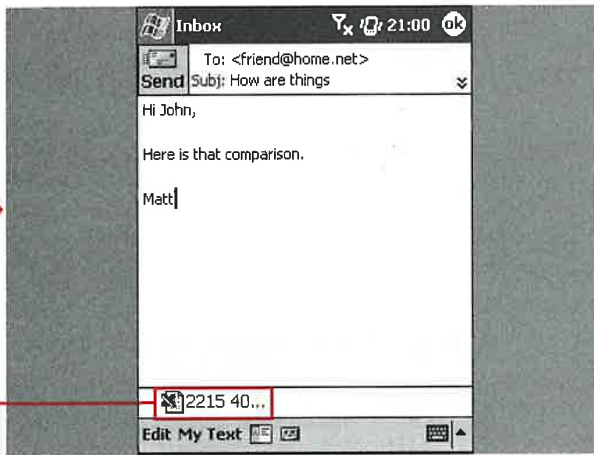 Inbox 21:00 ok
To: <friend@home.net>
Send Subj: How are things
Hi John,
Here is that comparison.
Matt
2215 40...
Edit My Text